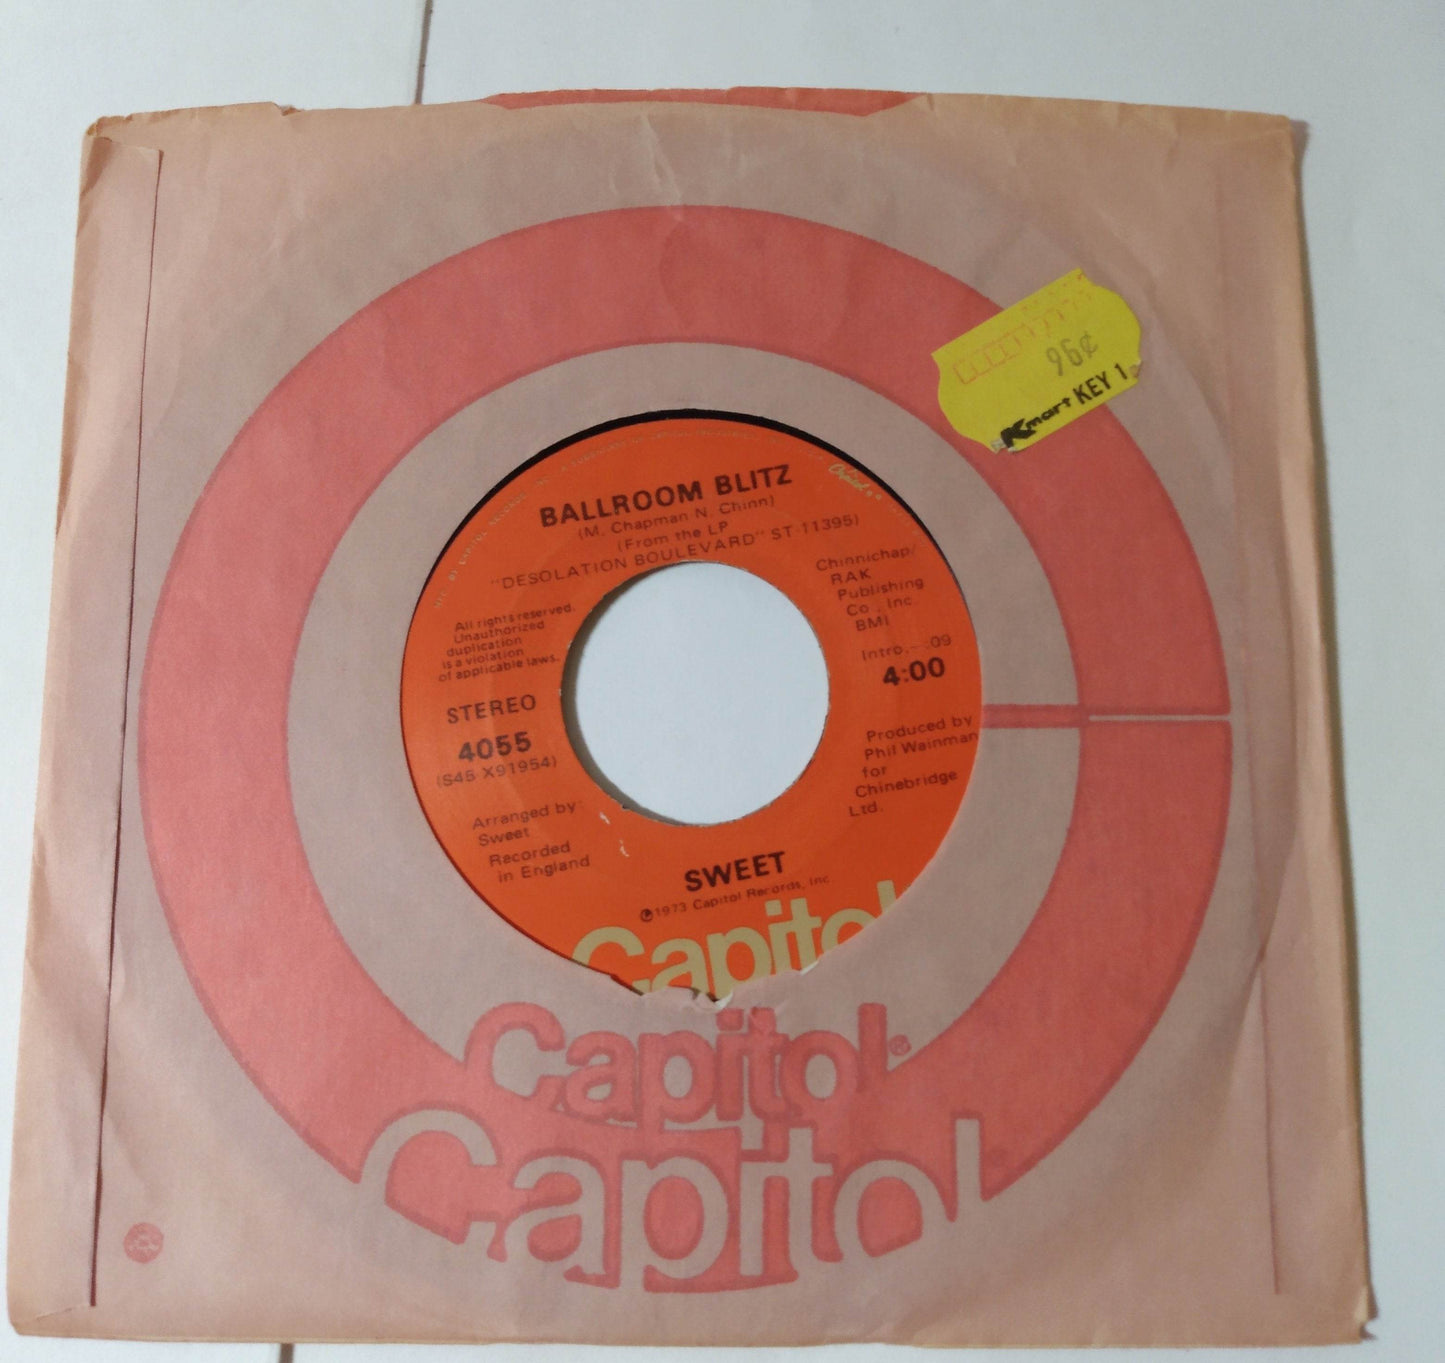 96¢
Kmart KEY 1
BALLROOM BLITZ
(M. Chapman N. Chinn)
(From the LP
"DESOLATION BOULEVARD" ST-11395)
Chinnichap/
RAK
Publishing
Co., Inc.
BMI
Intro.- :09
4:00
All rights reserved.
Unauthorized
duplication
is a violation
of applicable laws.
STEREO
4055
(S45 X91954)
Arranged by:
Sweet
Recorded
in England
Produced by
Phil Wainman
for
Chinebridge
Ltd.
SWEET
℗1973 Capitol Records, Inc.
Capitol
Capitol®
Capitol